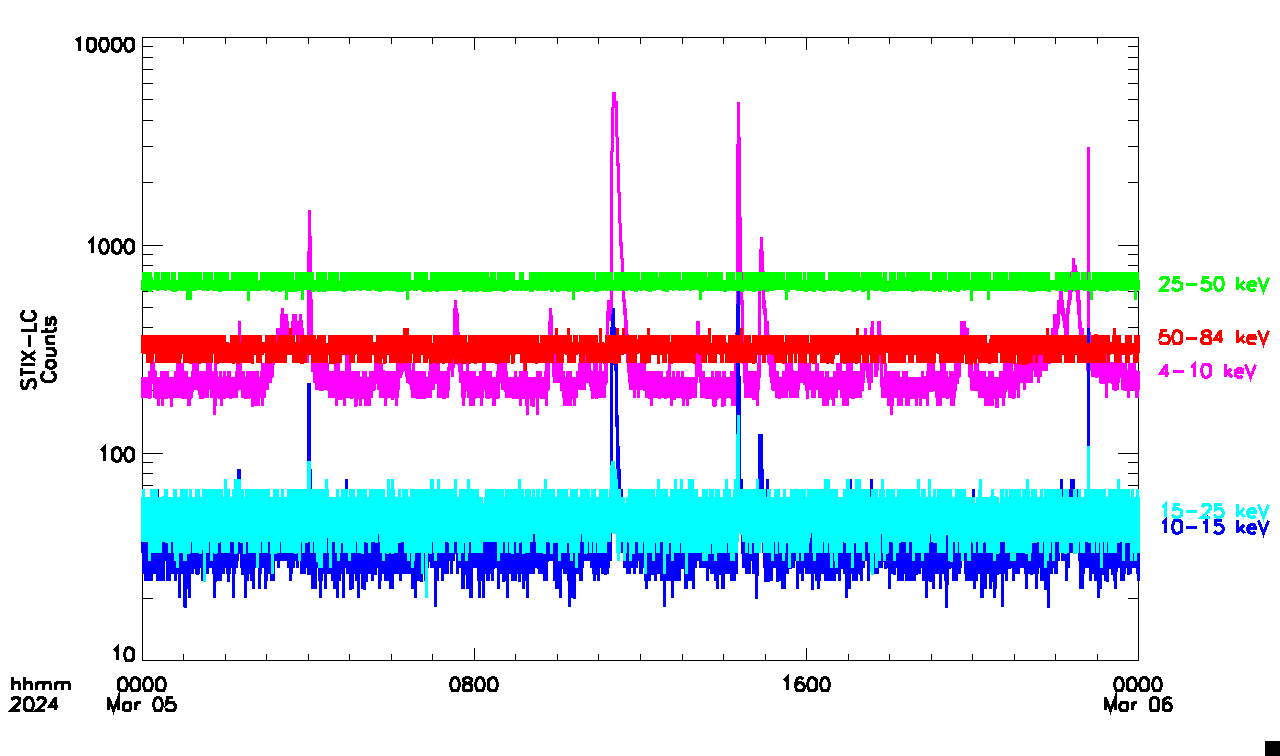 10000
1000
100
10
STIX-LC
Counts
25-50 keV
50-84 keV
4-10 keV
15-25 keV
10-15 keV
hhmm 0000 0800 1600 0000
2024 Mar 05 Mar 06